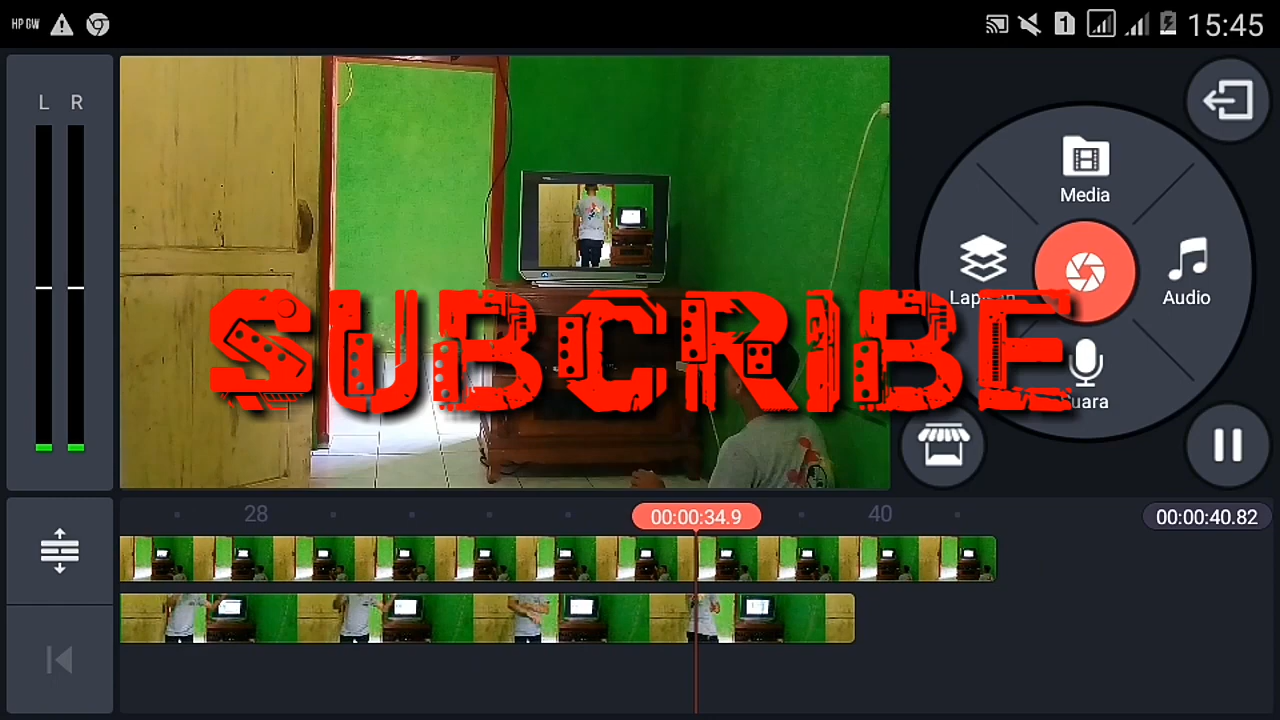 HP GW
1
15:45
L R
Media
Lapisan
Audio
Suara
SUBCRIBE
28
00:00:34.9
40
00:00:40.82